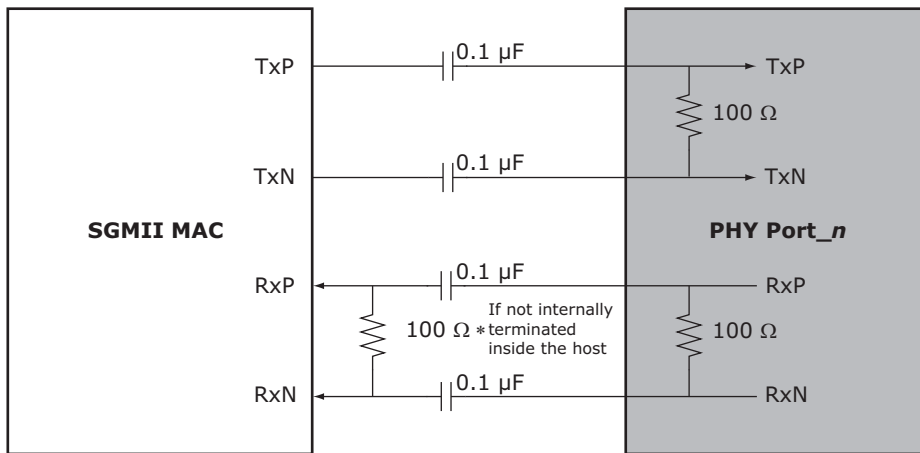 0.1 µF
TxP
TxP
100 Ω
0.1 µF
TxN
TxN
SGMII MAC
PHY Port_n
0.1 µF
RxP
RxP
100 Ω *
If not internally
terminated
inside the host
100 Ω
0.1 µF
RxN
RxN